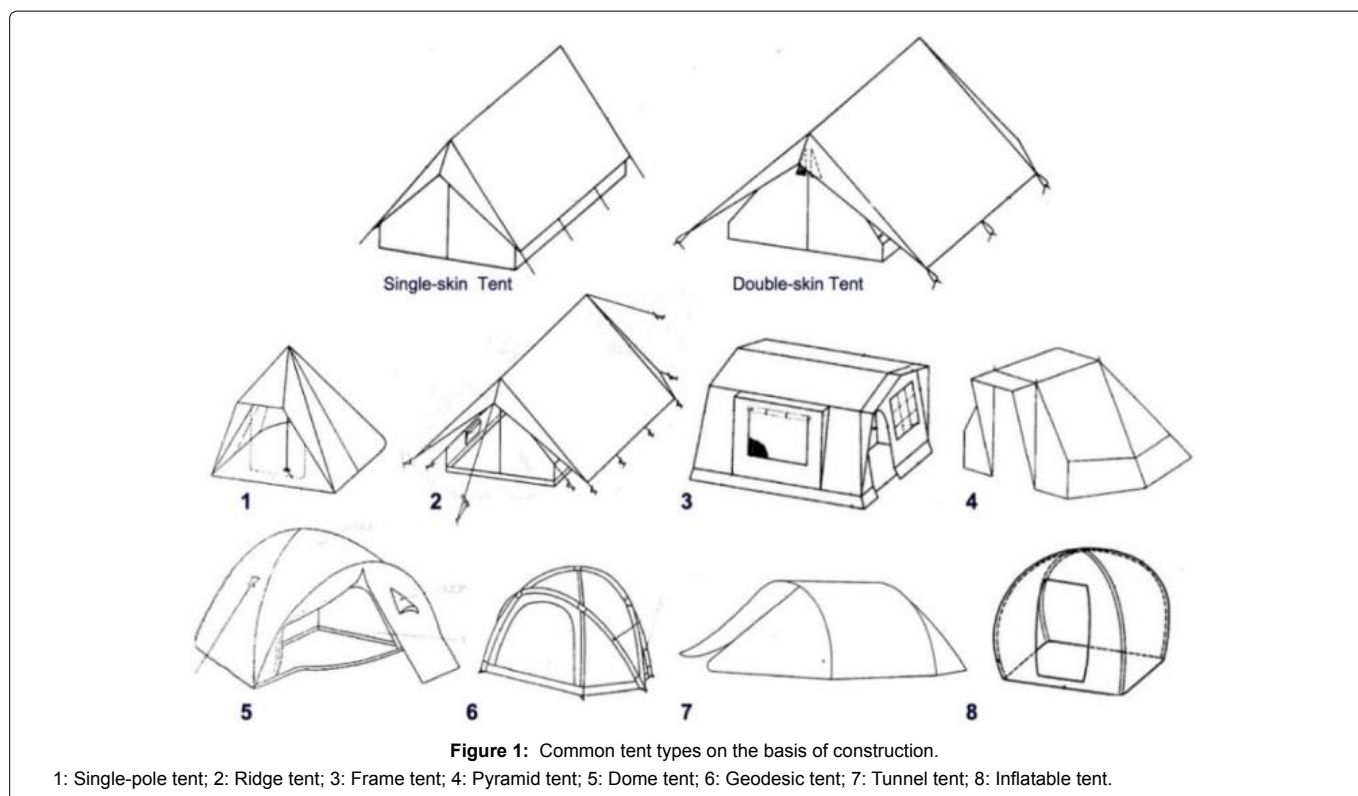 Single-skin Tent
Double-skin Tent
1
2
3
4
5
6
7
8
Figure 1: Common tent types on the basis of construction.
1: Single-pole tent; 2: Ridge tent; 3: Frame tent; 4: Pyramid tent; 5: Dome tent; 6: Geodesic tent; 7: Tunnel tent; 8: Inflatable tent.